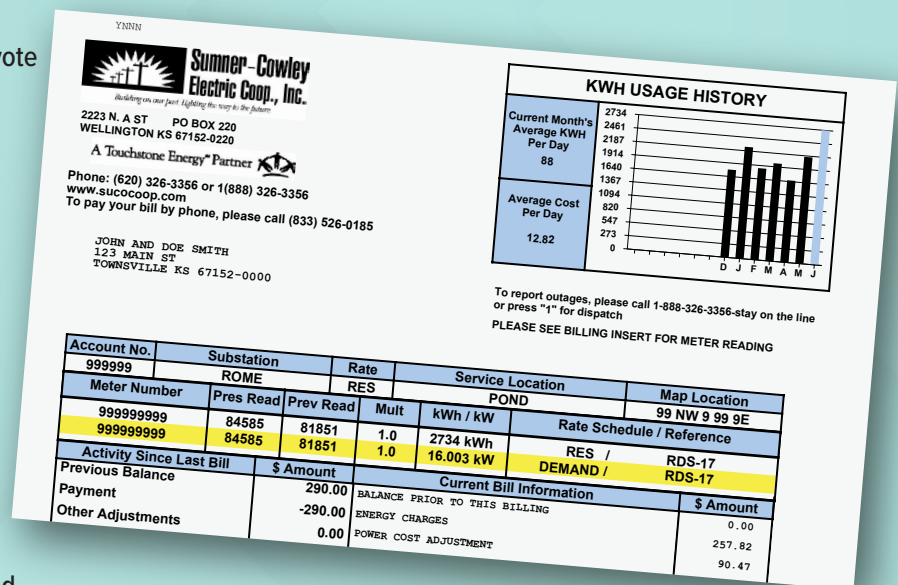 vote
YNNN
Sumner-Cowley
Electric Coop., Inc.
Building on our past. Lighting the way to the future
2223 N. A ST PO BOX 220
WELLINGTON KS 67152-0220
A Touchstone Energy® Partner
Phone: (620) 326-3356 or 1(888) 326-3356
www.sucocoop.com
To pay your bill by phone, please call (833) 526-0185
JOHN AND DOE SMITH
123 MAIN ST
TOWNSVILLE KS 67152-0000
KWH USAGE HISTORY
Current Month's
Average KWH
Per Day
88
Average Cost
Per Day
12.82
2734
2461
2187
1914
1640
1367
1094
820
547
273
0
D J F M A M J
To report outages, please call 1-888-326-3356-stay on the line
or press "1" for dispatch
PLEASE SEE BILLING INSERT FOR METER READING
Account No. Substation Rate Service Location Map Location
999999 ROME RES POND 99 NW 9 99 9E
Meter Number Pres Read Prev Read Mult kWh / kW Rate Schedule / Reference
999999999 84585 81851 1.0 2734 kWh RES / RDS-17
999999999 84585 81851 1.0 16.003 kW DEMAND / RDS-17
Activity Since Last Bill $ Amount Current Bill Information $ Amount
Previous Balance 290.00 BALANCE PRIOR TO THIS BILLING 0.00
Payment -290.00 ENERGY CHARGES 257.82
Other Adjustments 0.00 POWER COST ADJUSTMENT 90.47